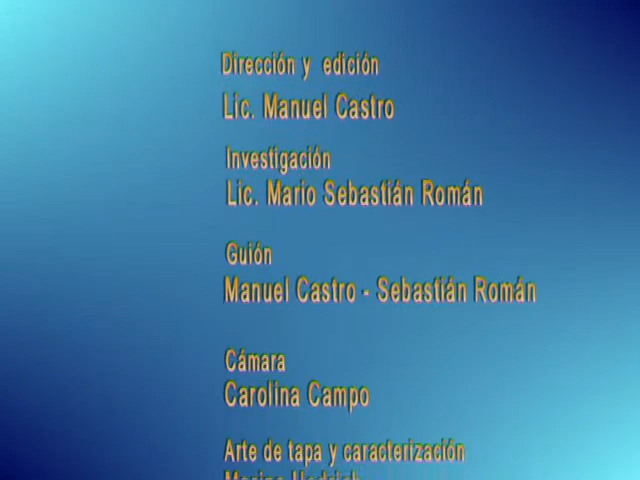 Dirección y edición
Lic. Manuel Castro
Investigación
Lic. Mario Sebastián Román
Guión
Manuel Castro - Sebastián Román
Cámara
Carolina Campo
Arte de tapa y caracterización